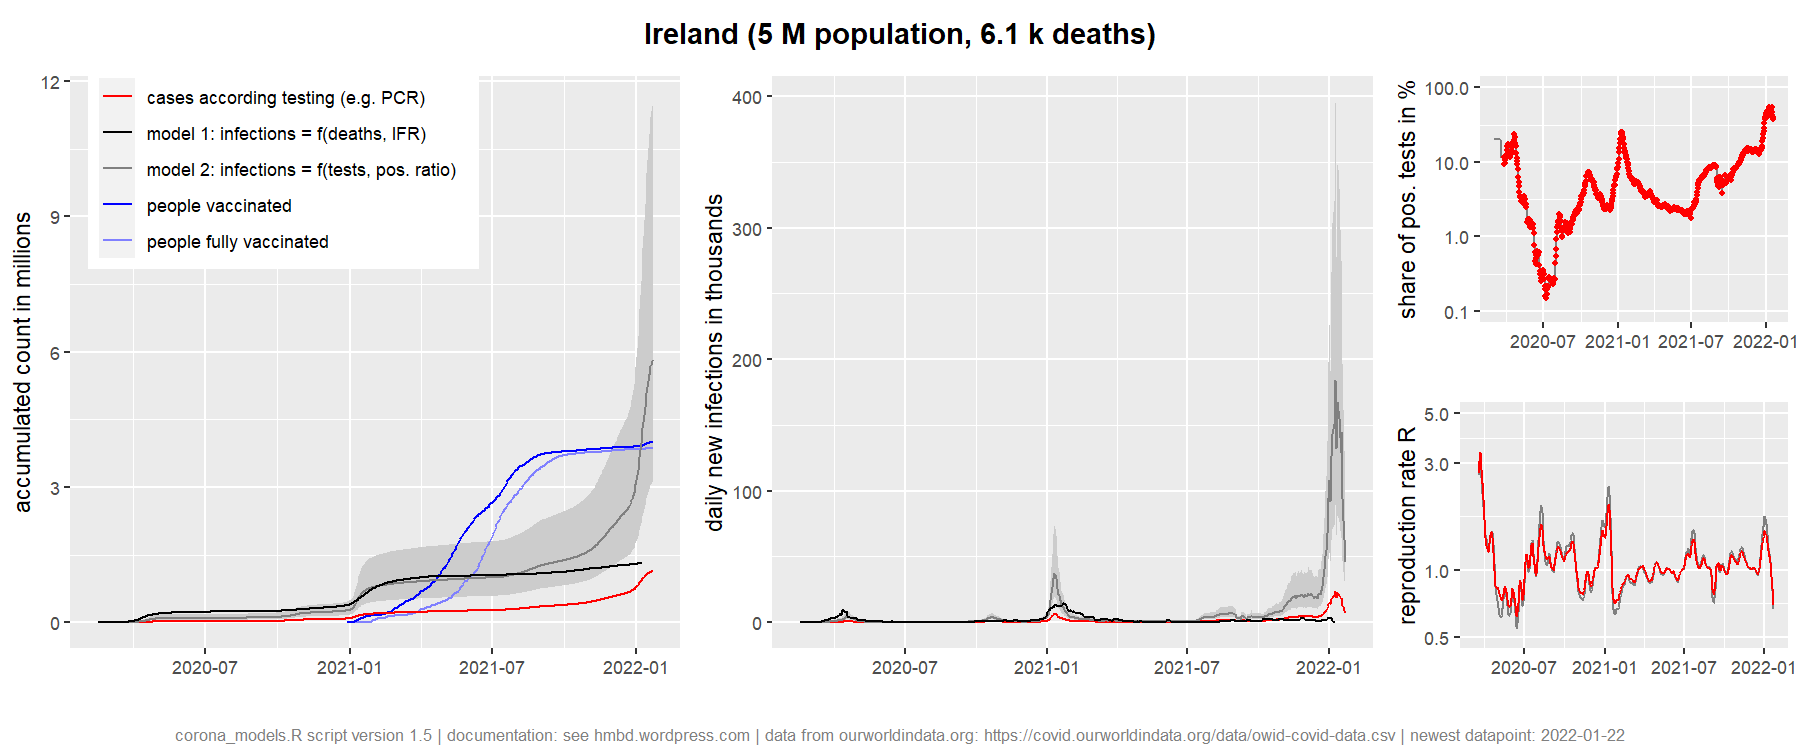 Ireland (5 M population, 6.1 k deaths)
accumulated count in millions
12
9
6
3
0
cases according testing (e.g. PCR)
model 1: infections = f(deaths, IFR)
model 2: infections = f(tests, pos. ratio)
people vaccinated
people fully vaccinated
2020-07 2021-01 2021-07 2022-01
daily new infections in thousands
400
300
200
100
0
2020-07 2021-01 2021-07 2022-01
share of pos. tests in %
100.0
10.0
1.0
0.1
2020-07 2021-01 2021-07 2022-01
reproduction rate R
5.0
3.0
1.0
0.5
2020-07 2021-01 2021-07 2022-01
corona_models.R script version 1.5 | documentation: see hmbd.wordpress.com | data from ourworldindata.org: https://covid.ourworldindata.org/data/owid-covid-data.csv | newest datapoint: 2022-01-22